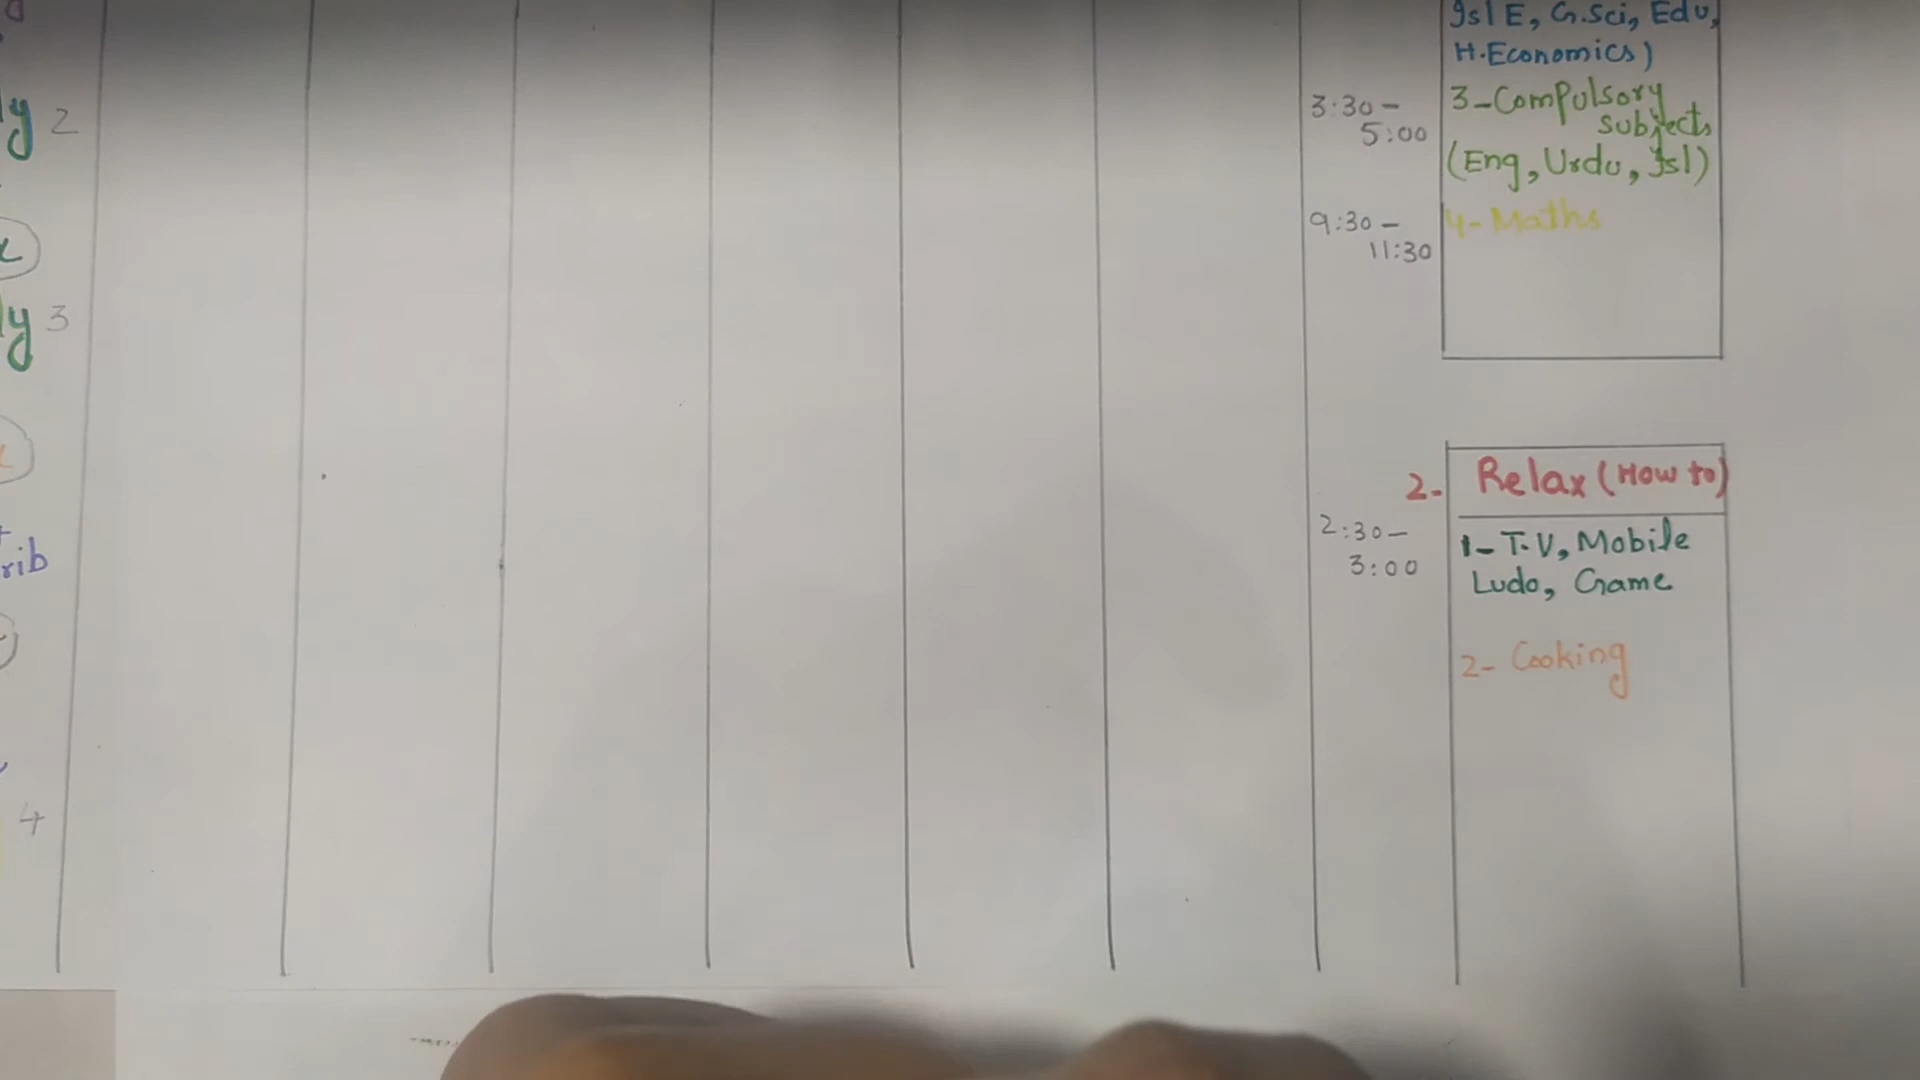 Isl E, G.Sci, Edu,
H.Economics)
3:30 -
5:00
3-Compulsory
subjects
(Eng, Urdu, Isl)
9:30 -
11:30
4- Maths
2
3
rib
4
2- Relax (How to)
2:30-
3:00
1- T.V, Mobile
Ludo, Game
2- Cooking